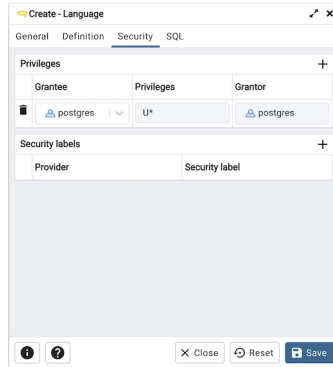 Create - Language
General Definition Security SQL
Privileges
Grantee Privileges Grantor
postgres U* postgres
Security labels
Provider Security label
Close Reset Save